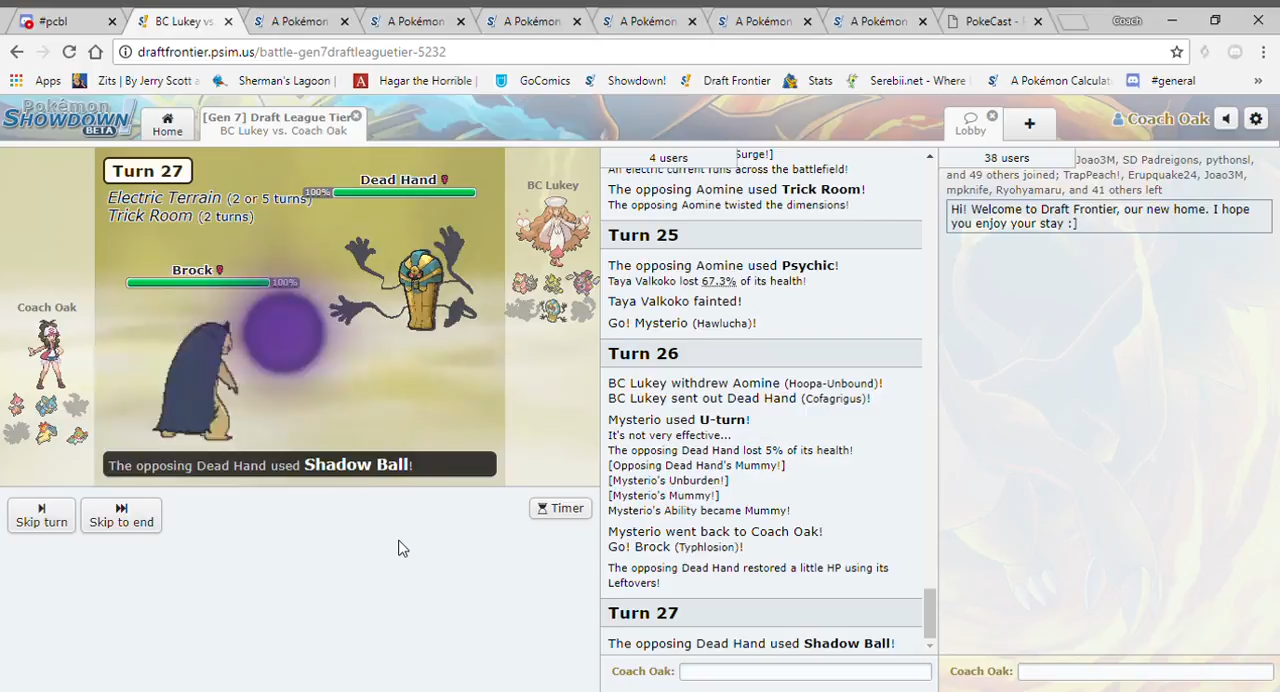 #pcbl
BC Lukey vs.
A Pokémon
A Pokémon
A Pokémon
A Pokémon
A Pokémon
A Pokémon
PokeCast -
Coach
draftfrontier.psim.us/battle-gen7draftleaguetier-5232
Apps
Zits | By Jerry Scott
Sherman's Lagoon |
Hagar the Horrible |
GoComics
Showdown!
Draft Frontier
Stats
Serebii.net - Where
A Pokémon Calculat
#general
»
Pokémon
Showdown!
BETA
Home
[Gen 7] Draft League Tier
BC Lukey vs. Coach Oak
Lobby
+
Coach Oak
Turn 27
Electric Terrain (2 or 5 turns)
Trick Room (2 turns)
Dead Hand
100%
Brock
100%
Coach Oak
BC Lukey
The opposing Dead Hand used Shadow Ball!
Skip turn
Skip to end
Timer
4 users
Surge!]
An electric current runs across the battlefield!
The opposing Aomine used Trick Room!
The opposing Aomine twisted the dimensions!
Turn 25
The opposing Aomine used Psychic!
Taya Valkoko lost 67.3% of its health!
Taya Valkoko fainted!
Go! Mysterio (Hawlucha)!
Turn 26
BC Lukey withdrew Aomine (Hoopa-Unbound)!
BC Lukey sent out Dead Hand (Cofagrigus)!
Mysterio used U-turn!
It's not very effective...
The opposing Dead Hand lost 5% of its health!
[Opposing Dead Hand's Mummy!]
[Mysterio's Unburden!]
[Mysterio's Mummy!]
Mysterio's Ability became Mummy!
Mysterio went back to Coach Oak!
Go! Brock (Typhlosion)!
The opposing Dead Hand restored a little HP using its
Leftovers!
Turn 27
The opposing Dead Hand used Shadow Ball!
Coach Oak:
38 users
Joao3M, SD Padreigons, pythonsl,
and 49 others joined; TrapPeach!, Erupquake24, Joao3M,
mpknife, Ryohyamaru, and 41 others left
Hi! Welcome to Draft Frontier, our new home. I hope
you enjoy your stay :]
Coach Oak: